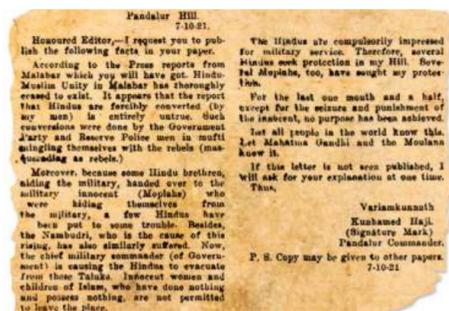 Pandalur Hill.
7-10-21.
Honoured Editor,—I request you to pub-
lish the following facts in your paper.
According to the Press reports from
Malabar which you will have got. Hindu-
Muslim Unity in Malabar has thoroughly
ceased to exist. It appears that the report
that Hindus are forcibly converted (by
my men) is entirely untrue. Such
conversions were done by the Government
Party and Reserve Police men in mufti
mingling themselves with the rebels (mas-
querading as rebels.)
Moreover, because some Hindu brethren,
aiding the military, handed over to the
military innocent (Moplahs) who
were hiding themselves from
the military, a few Hindus have
been put to some trouble. Besides,
the Nambudri, who is the cause of this
rising, has also similarly suffered. Now,
the chief military commander (of Govern-
ment) is causing the Hindus to evacuate
from these Taluks. Innocent women and
children of Islam, who have done nothing
and possess nothing, are not permitted
to leave the place.
The Hindus are compulsorily impressed
for military service. Therefore, several
Hindus seek protection in my Hill. Seve-
ral Moplahs, too, have sought my protec-
tion.
For the last one month and a half,
except for the seizure and punishment of
the innocent, no purpose has been achieved.
Let all people in the world know this.
Let Mahatma Gandhi and the Moulana
know it.
If this letter is not seen published, I
will ask for your explanation at one time.
Thus,
Variamkunnath
Kunhamed Haji.
(Signature Mark)
Pandalur Commander.
P. S. Copy may be given to other papers.
7-10-21